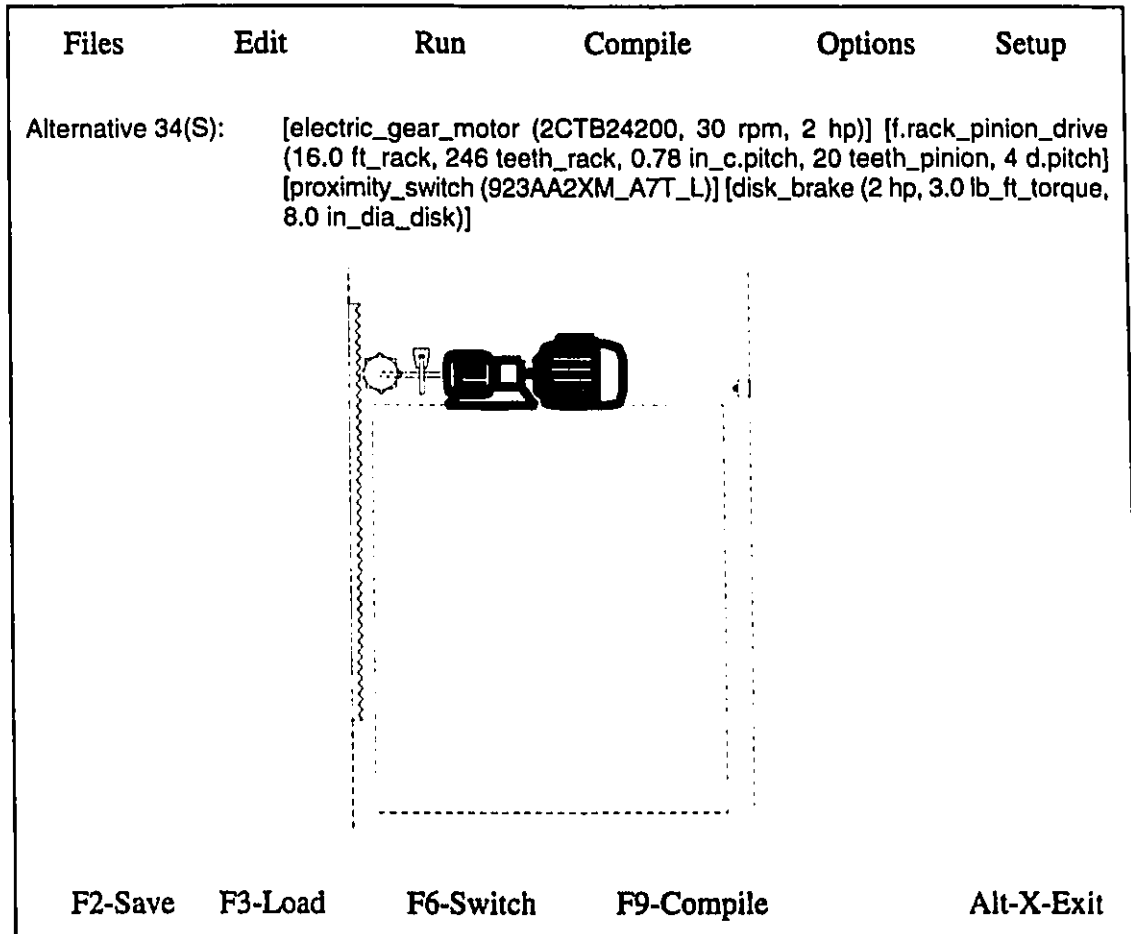 Files Edit Run Compile Options Setup
Alternative 34(S): [electric_gear_motor (2CTB24200, 30 rpm, 2 hp)] [f.rack_pinion_drive
(16.0 ft_rack, 246 teeth_rack, 0.78 in_c.pitch, 20 teeth_pinion, 4 d.pitch]
[proximity_switch (923AA2XM_A7T_L)] [disk_brake (2 hp, 3.0 lb_ft_torque,
8.0 in_dia_disk)]
F2-Save F3-Load F6-Switch F9-Compile Alt-X-Exit